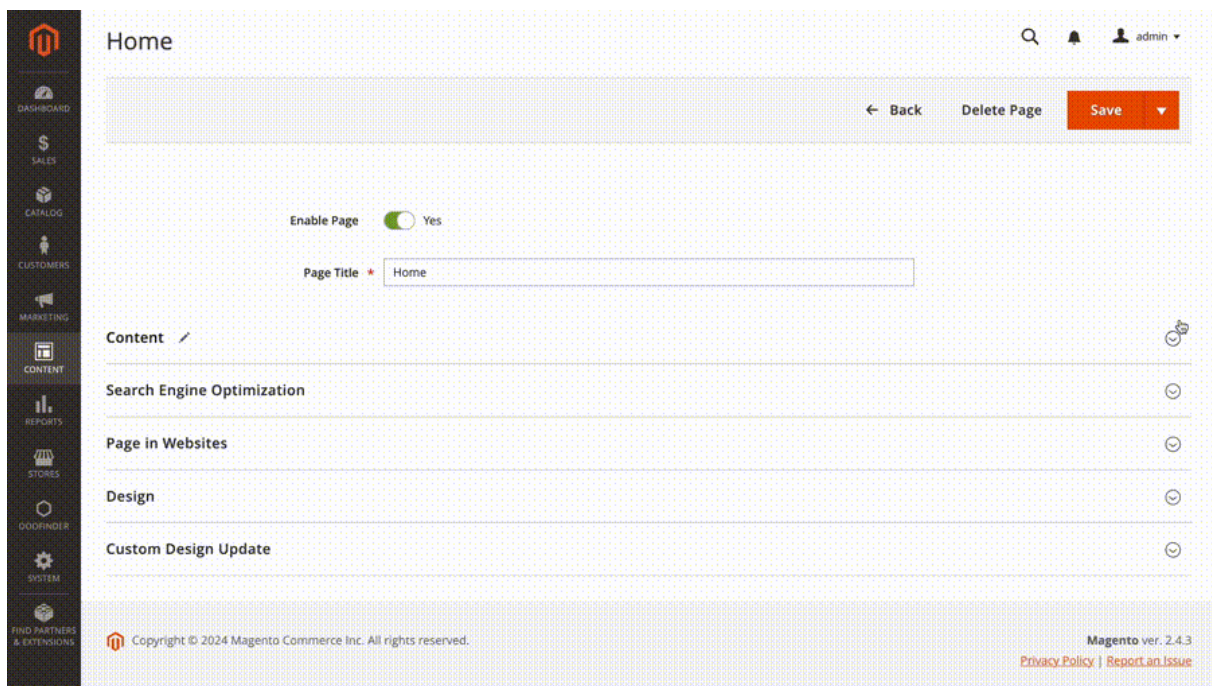 Home
admin
DASHBOARD
SALES
CATALOG
CUSTOMERS
MARKETING
CONTENT
REPORTS
STORES
DOOFINDER
SYSTEM
FIND PARTNERS
& EXTENSIONS
← Back Delete Page Save
Enable Page Yes
Page Title * Home
Content
Search Engine Optimization
Page in Websites
Design
Custom Design Update
Copyright © 2024 Magento Commerce Inc. All rights reserved.
Magento ver. 2.4.3
Privacy Policy | Report an Issue